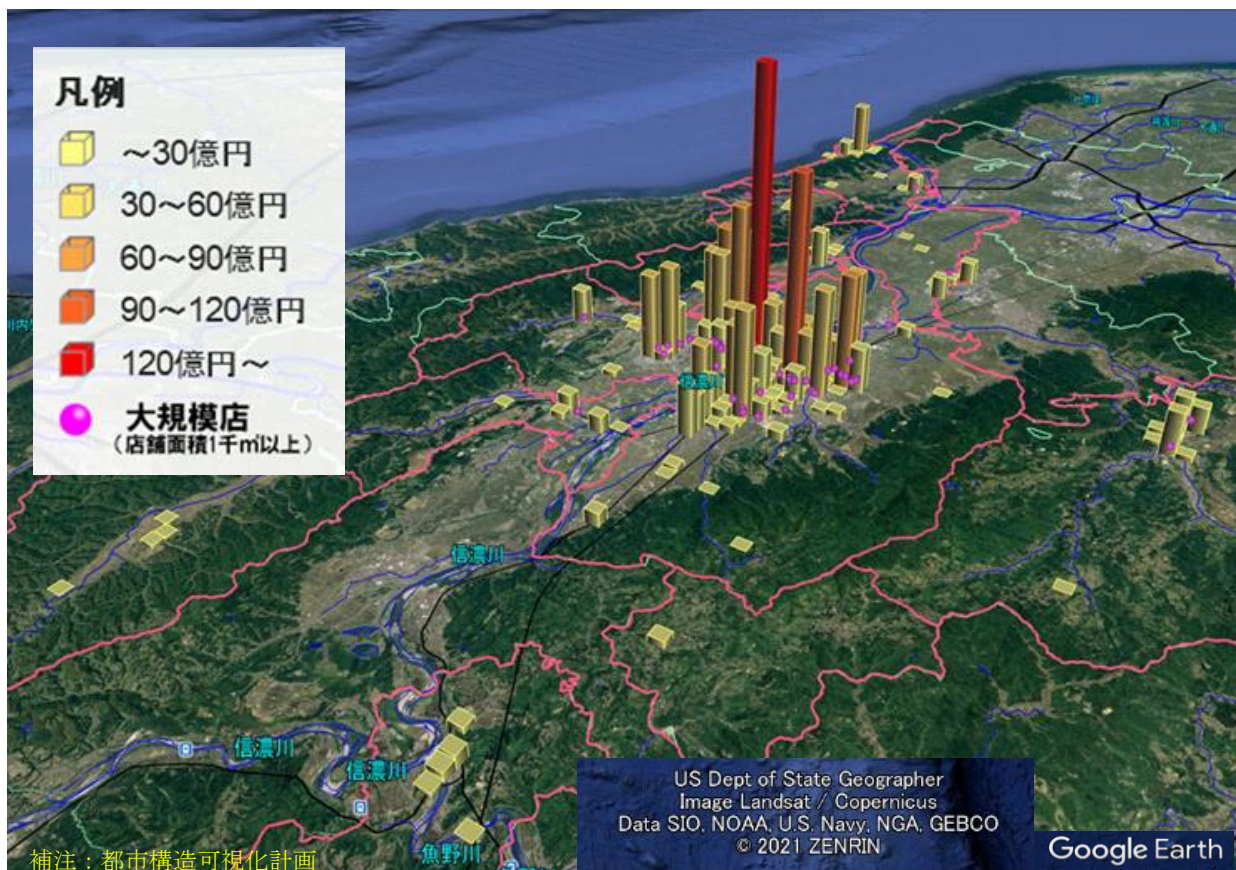 凡例
~30億円
30~60億円
60~90億円
90~120億円
120億円~
大規模店
(店舗面積1千㎡以上)
信濃川
信濃川
信濃川
信濃川
魚野川
補注:都市構造可視化計画
US Dept of State Geographer
Image Landsat / Copernicus
Data SIO, NOAA, U.S. Navy, NGA, GEBCO
© 2021 ZENRIN
Google Earth